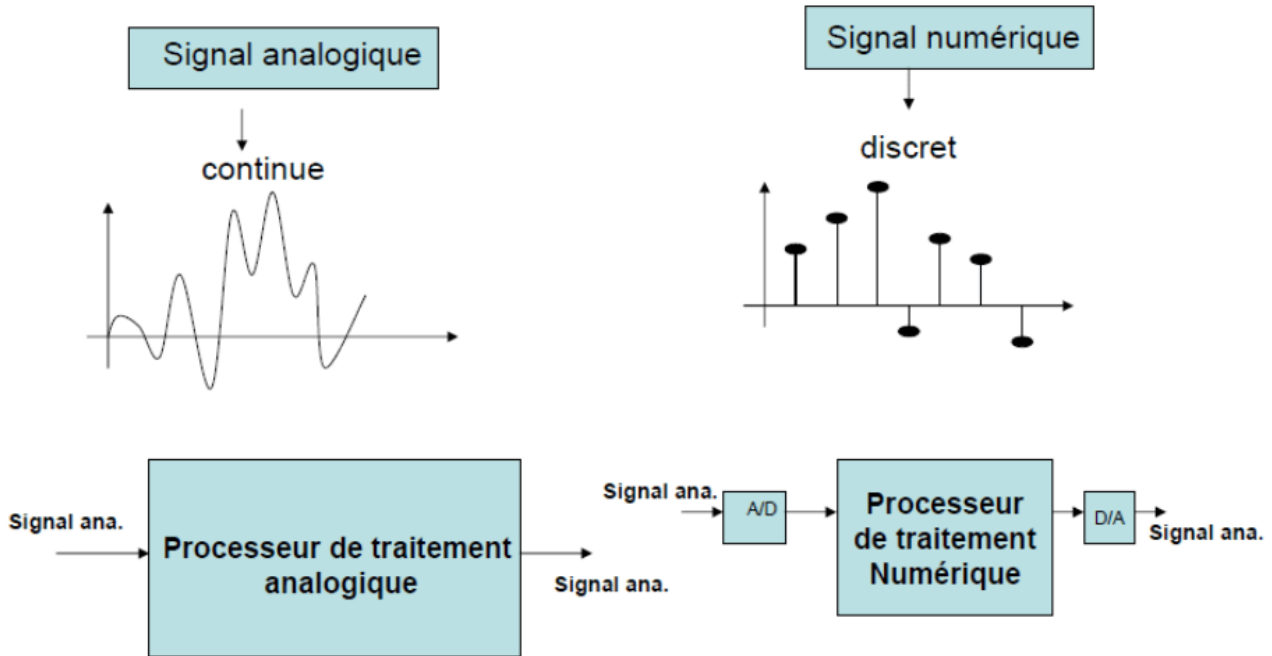 Signal analogique
continue
Signal numérique
discret
Signal ana.
Processeur de traitement
analogique
Signal ana.
Signal ana.
A/D
Processeur
de traitement
Numérique
D/A
Signal ana.